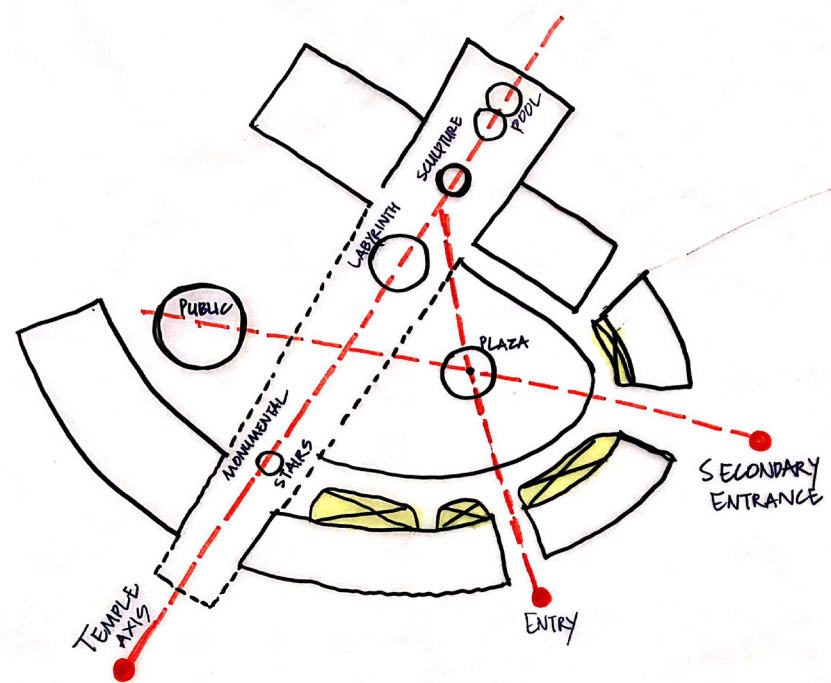 POOL
SCULPTURE
LABYRINTH
PUBLIC
PLAZA
MONUMENTAL
STAIRS
SECONDARY
ENTRANCE
TEMPLE
AXIS
ENTRY